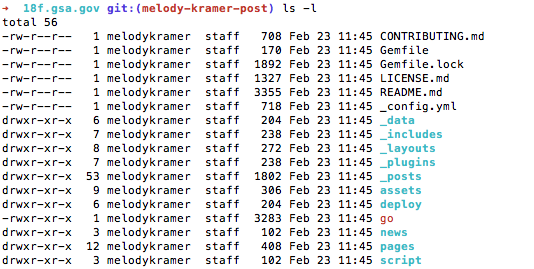 → 18f.gsa.gov git:(melody-kramer-post) ls -l
total 56
-rw-r--r-- 1 melodykramer staff 708 Feb 23 11:45 CONTRIBUTING.md
-rw-r--r-- 1 melodykramer staff 170 Feb 23 11:45 Gemfile
-rw-r--r-- 1 melodykramer staff 1892 Feb 23 11:45 Gemfile.lock
-rw-r--r-- 1 melodykramer staff 1327 Feb 23 11:45 LICENSE.md
-rw-r--r-- 1 melodykramer staff 3355 Feb 23 11:45 README.md
-rw-r--r-- 1 melodykramer staff 718 Feb 23 11:45 _config.yml
drwxr-xr-x 6 melodykramer staff 204 Feb 23 11:45 _data
drwxr-xr-x 7 melodykramer staff 238 Feb 23 11:45 _includes
drwxr-xr-x 8 melodykramer staff 272 Feb 23 11:45 _layouts
drwxr-xr-x 7 melodykramer staff 238 Feb 23 11:45 _plugins
drwxr-xr-x 53 melodykramer staff 1802 Feb 23 11:45 _posts
drwxr-xr-x 9 melodykramer staff 306 Feb 23 11:45 assets
drwxr-xr-x 6 melodykramer staff 204 Feb 23 11:45 deploy
-rwxr-xr-x 1 melodykramer staff 3283 Feb 23 11:45 go
drwxr-xr-x 3 melodykramer staff 102 Feb 23 11:45 news
drwxr-xr-x 12 melodykramer staff 408 Feb 23 11:45 pages
drwxr-xr-x 3 melodykramer staff 102 Feb 23 11:45 script